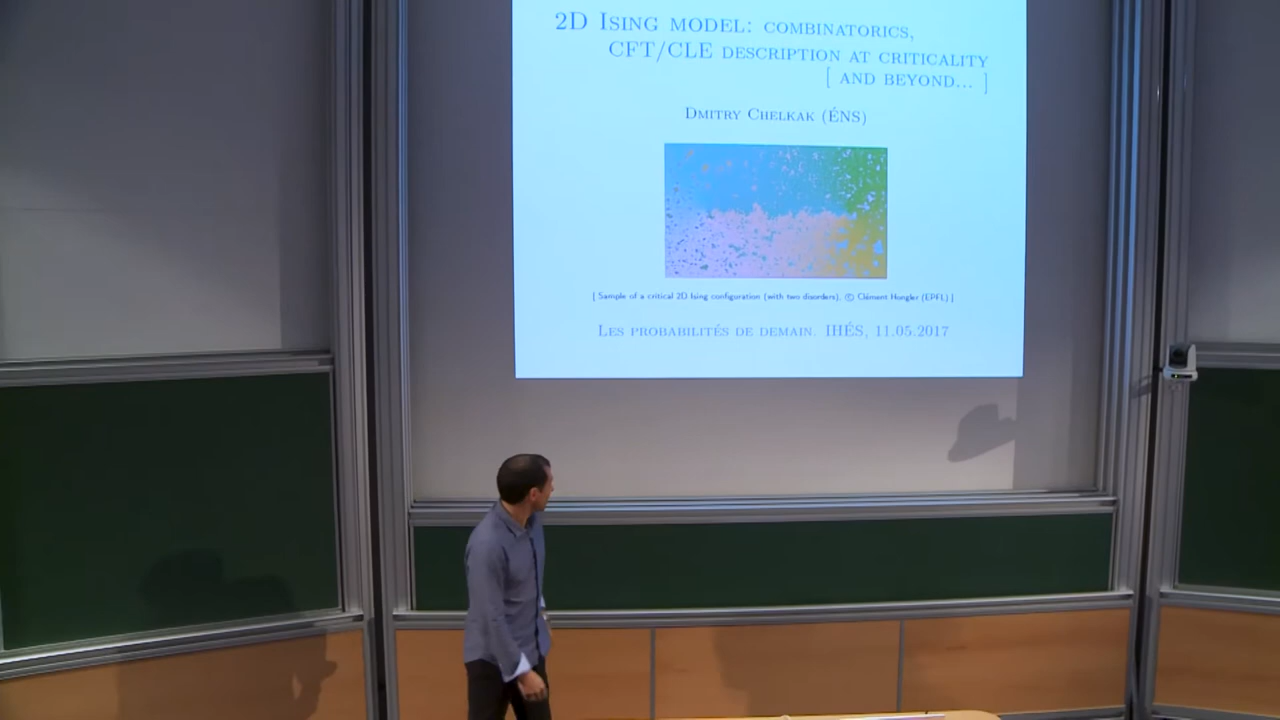 2D Ising model: combinatorics,
CFT/CLE description at criticality
[ and beyond... ]
Dmitry Chelkak (ÉNS)
[ Sample of a critical 2D Ising configuration (with two disorders), © Clément Hongler (EPFL) ]
Les probabilités de demain. IHÉS, 11.05.2017